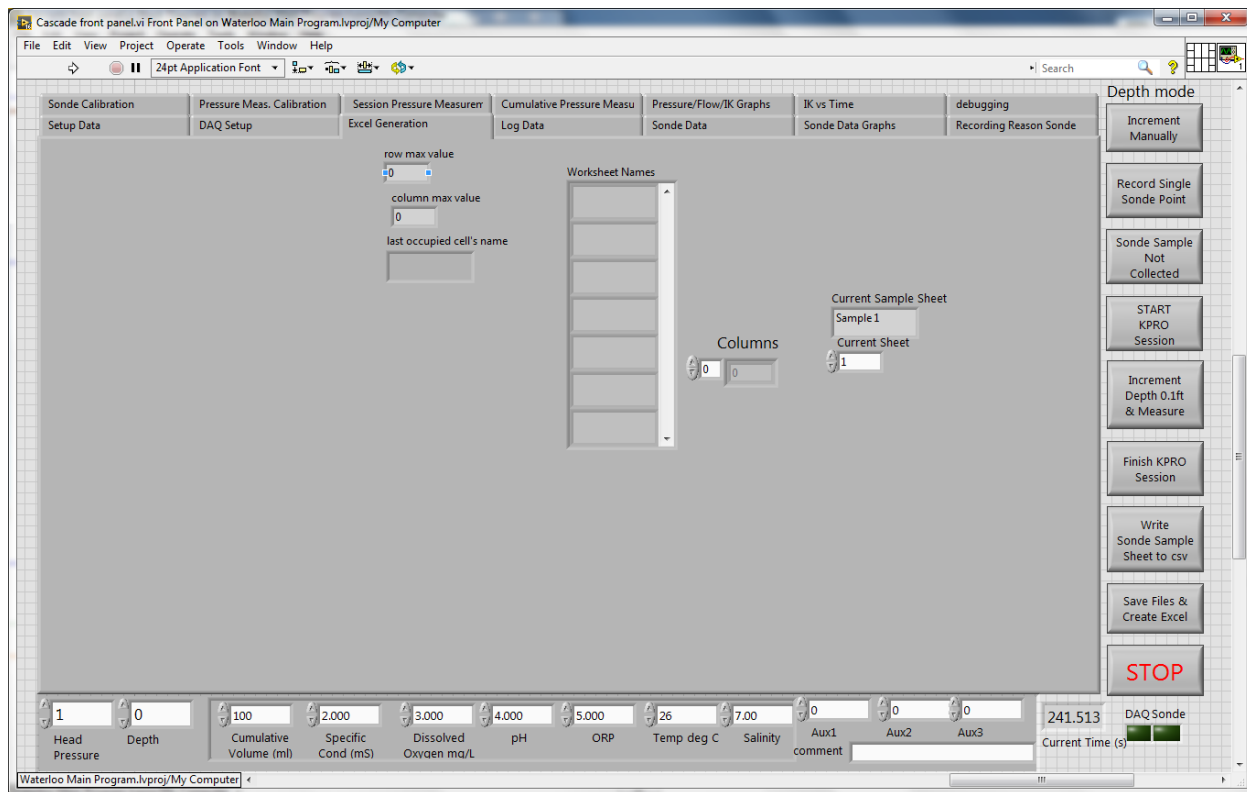 Cascade front panel.vi Front Panel on Waterloo Main Program.lvproj/My Computer
File Edit View Project Operate Tools Window Help
24pt Application Font
Search
1
Sonde Calibration
Pressure Meas. Calibration
Session Pressure Measurem
Cumulative Pressure Measu
Pressure/Flow/IK Graphs
IK vs Time
debugging
Setup Data
DAQ Setup
Excel Generation
Log Data
Sonde Data
Sonde Data Graphs
Recording Reason Sonde
row max value
0
column max value
0
last occupied cell's name
Worksheet Names
Columns
0
0
Current Sample Sheet
Sample 1
Current Sheet
1
Depth mode
Increment
Manually
Record Single
Sonde Point
Sonde Sample
Not
Collected
START
KPRO
Session
Increment
Depth 0.1ft
& Measure
Finish KPRO
Session
Write
Sonde Sample
Sheet to csv
Save Files &
Create Excel
STOP
DAQ Sonde
1
Head
Pressure
0
Depth
100
Cumulative
Volume (ml)
2.000
Specific
Cond (mS)
3.000
Dissolved
Oxygen mg/L
4.000
pH
5.000
ORP
26
Temp deg C
7.00
Salinity
0
Aux1
0
Aux2
0
Aux3
comment
241.513
Current Time (s)
Waterloo Main Program.lvproj/My Computer